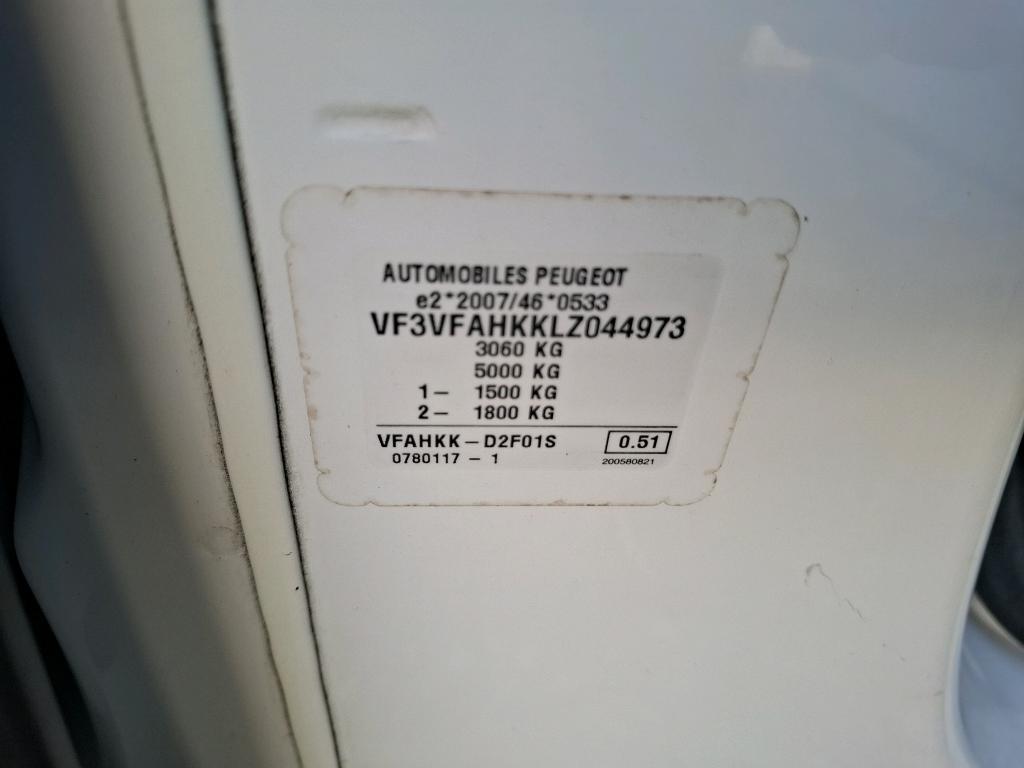 AUTOMOBILES PEUGEOT
e2*2007/46*0533
VF3VFAHKKLZ044973
3060 KG
5000 KG
1- 1500 KG
2- 1800 KG
VFAHKK-D2F01S 0.51
0780117 - 1 200580821